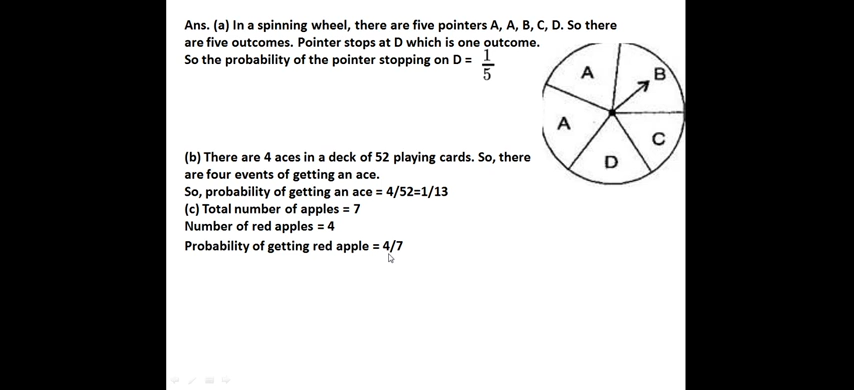 Ans. (a) In a spinning wheel, there are five pointers A, A, B, C, D. So there
are five outcomes. Pointer stops at D which is one outcome.
So the probability of the pointer stopping on D = 1/5
A
B
A
C
D
(b) There are 4 aces in a deck of 52 playing cards. So, there
are four events of getting an ace.
So, probability of getting an ace = 4/52=1/13
(c) Total number of apples = 7
Number of red apples = 4
Probability of getting red apple = 4/7